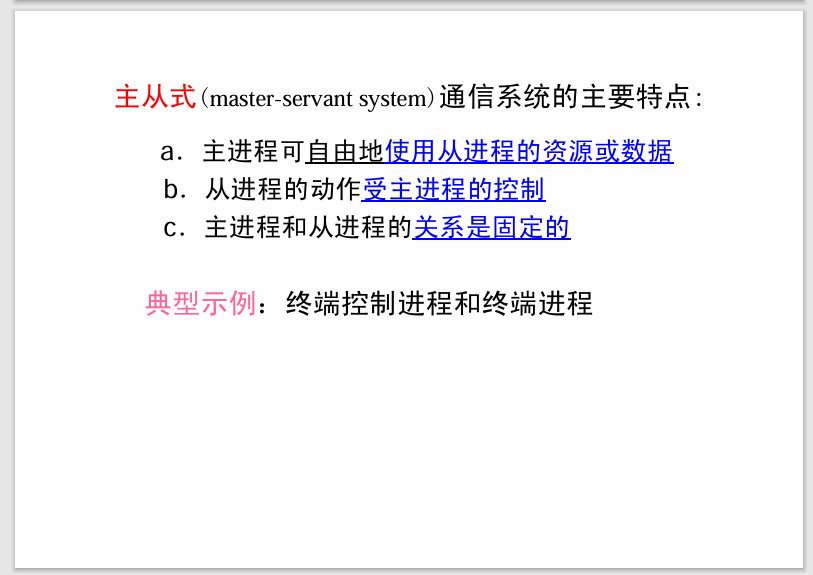 主从式(master-servant system)通信系统的主要特点:
a. 主进程可自由地使用从进程的资源或数据
b. 从进程的动作受主进程的控制
c. 主进程和从进程的关系是固定的
典型示例：终端控制进程和终端进程